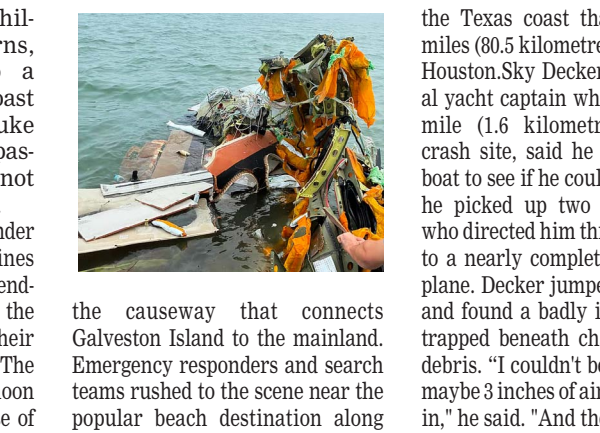 hil-
rns,
a
oast
uke
pas-
not
nder
ines
end-
the
heir
The
loon
e of
the causeway that connects
Galveston Island to the mainland.
Emergency responders and search
teams rushed to the scene near the
popular beach destination along
the Texas coast tha
miles (80.5 kilometre
Houston.Sky Decker
al yacht captain wh
mile (1.6 kilometr
crash site, said he
boat to see if he coul
he picked up two
who directed him thr
to a nearly complet
plane. Decker jumpe
and found a badly i
trapped beneath ch
debris. “I couldn't be
maybe 3 inches of air
in," he said. "And the